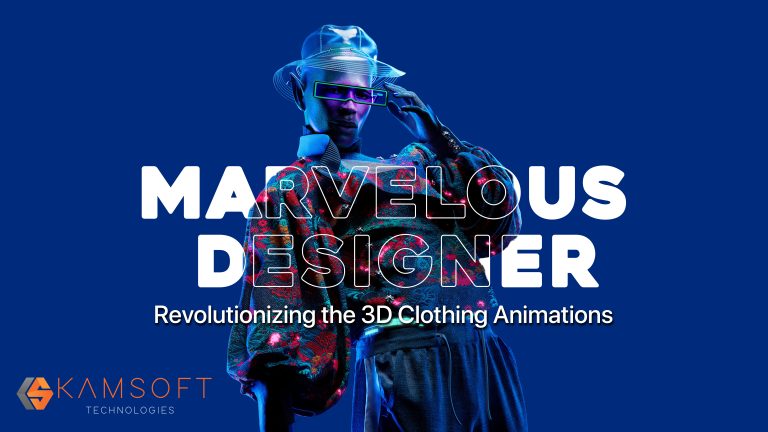 MARVELOUS
DESIGNER
Revolutionizing the 3D Clothing Animations
KAMSOFT
TECHNOLOGIES